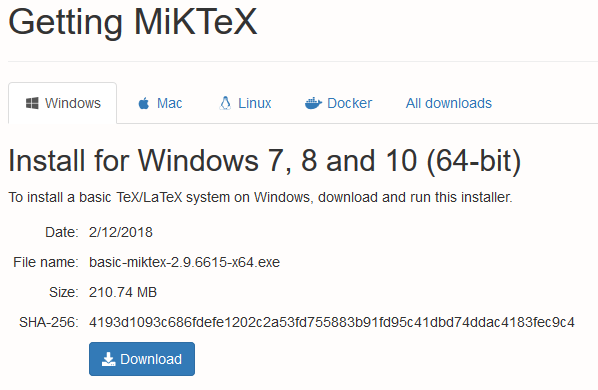 Getting MiKTeX
Windows Mac Linux Docker All downloads
Install for Windows 7, 8 and 10 (64-bit)
To install a basic TeX/LaTeX system on Windows, download and run this installer.
Date: 2/12/2018
File name: basic-miktex-2.9.6615-x64.exe
Size: 210.74 MB
SHA-256: 4193d1093c686fdefe1202c2a53fd755883b91fd95c41dbd74ddac4183fec9c4
Download